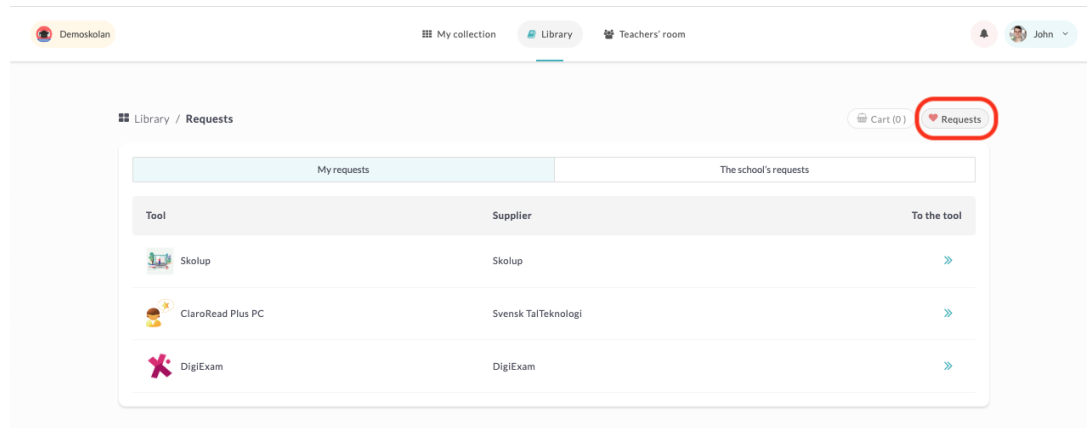 Demoskolan My collection Library Teachers' room John
Library / Requests Cart (0) Requests
My requests The school's requests
Tool Supplier To the tool
Skolup Skolup
ClaroRead Plus PC Svensk TalTeknologi
DigiExam DigiExam